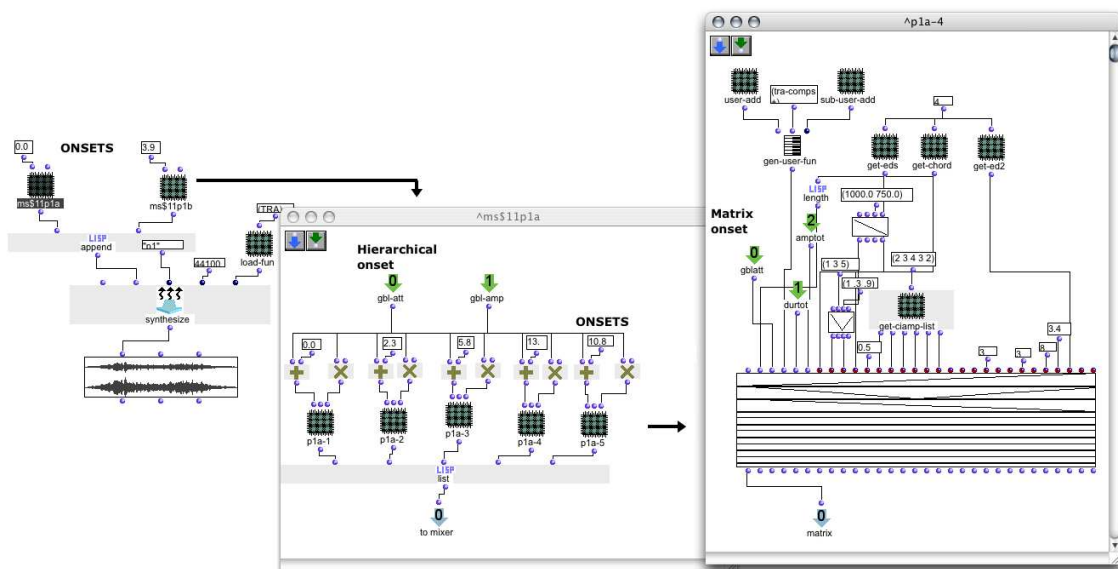 0.0
ONSETS
3.9
ms$11p1a
ms$11p1b
(TRA)
LISP
append
"p1"
44100
load-fun
synthesize
^ms$11p1a
Hierarchical
onset
0
gbl-att
1
gbl-amp
ONSETS
0.0
2.3
5.8
13.
10.8
p1a-1
p1a-2
p1a-3
p1a-4
p1a-5
LISP
list
0
to mixer
^p1a-4
user-add
(tra-comps
sub-user-add
4
gen-user-fun
get-eds
get-chord
get-ed2
LISP
length
(1000.0 750.0)
Matrix
onset
2
amptot
0
gblatt
(1 3 5)
(2 3 4 3 2)
1
durtot
(1 .3 .9)
get-ciamp-list
0.5
3.4
3
3
8
0
matrix